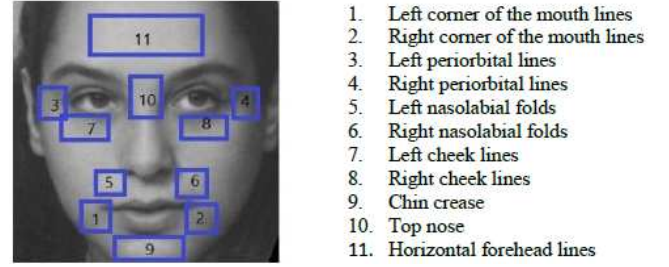 11
3
10
4
7
8
5
6
1
2
9
1. Left corner of the mouth lines
2. Right corner of the mouth lines
3. Left periorbital lines
4. Right periorbital lines
5. Left nasolabial folds
6. Right nasolabial folds
7. Left cheek lines
8. Right cheek lines
9. Chin crease
10. Top nose
11. Horizontal forehead lines